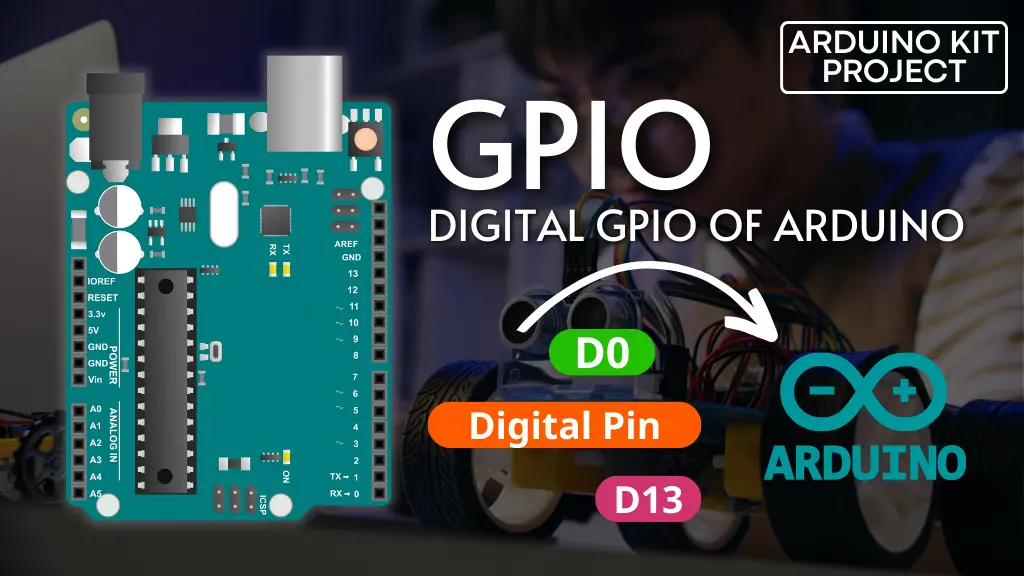 ARDUINO KIT
PROJECT
GPIO
DIGITAL GPIO OF ARDUINO
D0
Digital Pin
D13
ARDUINO
RX
TX
AREF
GND
13
12
~ 11
~ 10
~ 9
8
7
~ 6
~ 5
4
~ 3
2
TX → 1
RX → 0
IOREF
RESET
3.3v
5V
GND
GND
Vin
POWER
A0
A1
A2
A3
A4
A5
ANALOG IN
ON
ICSP